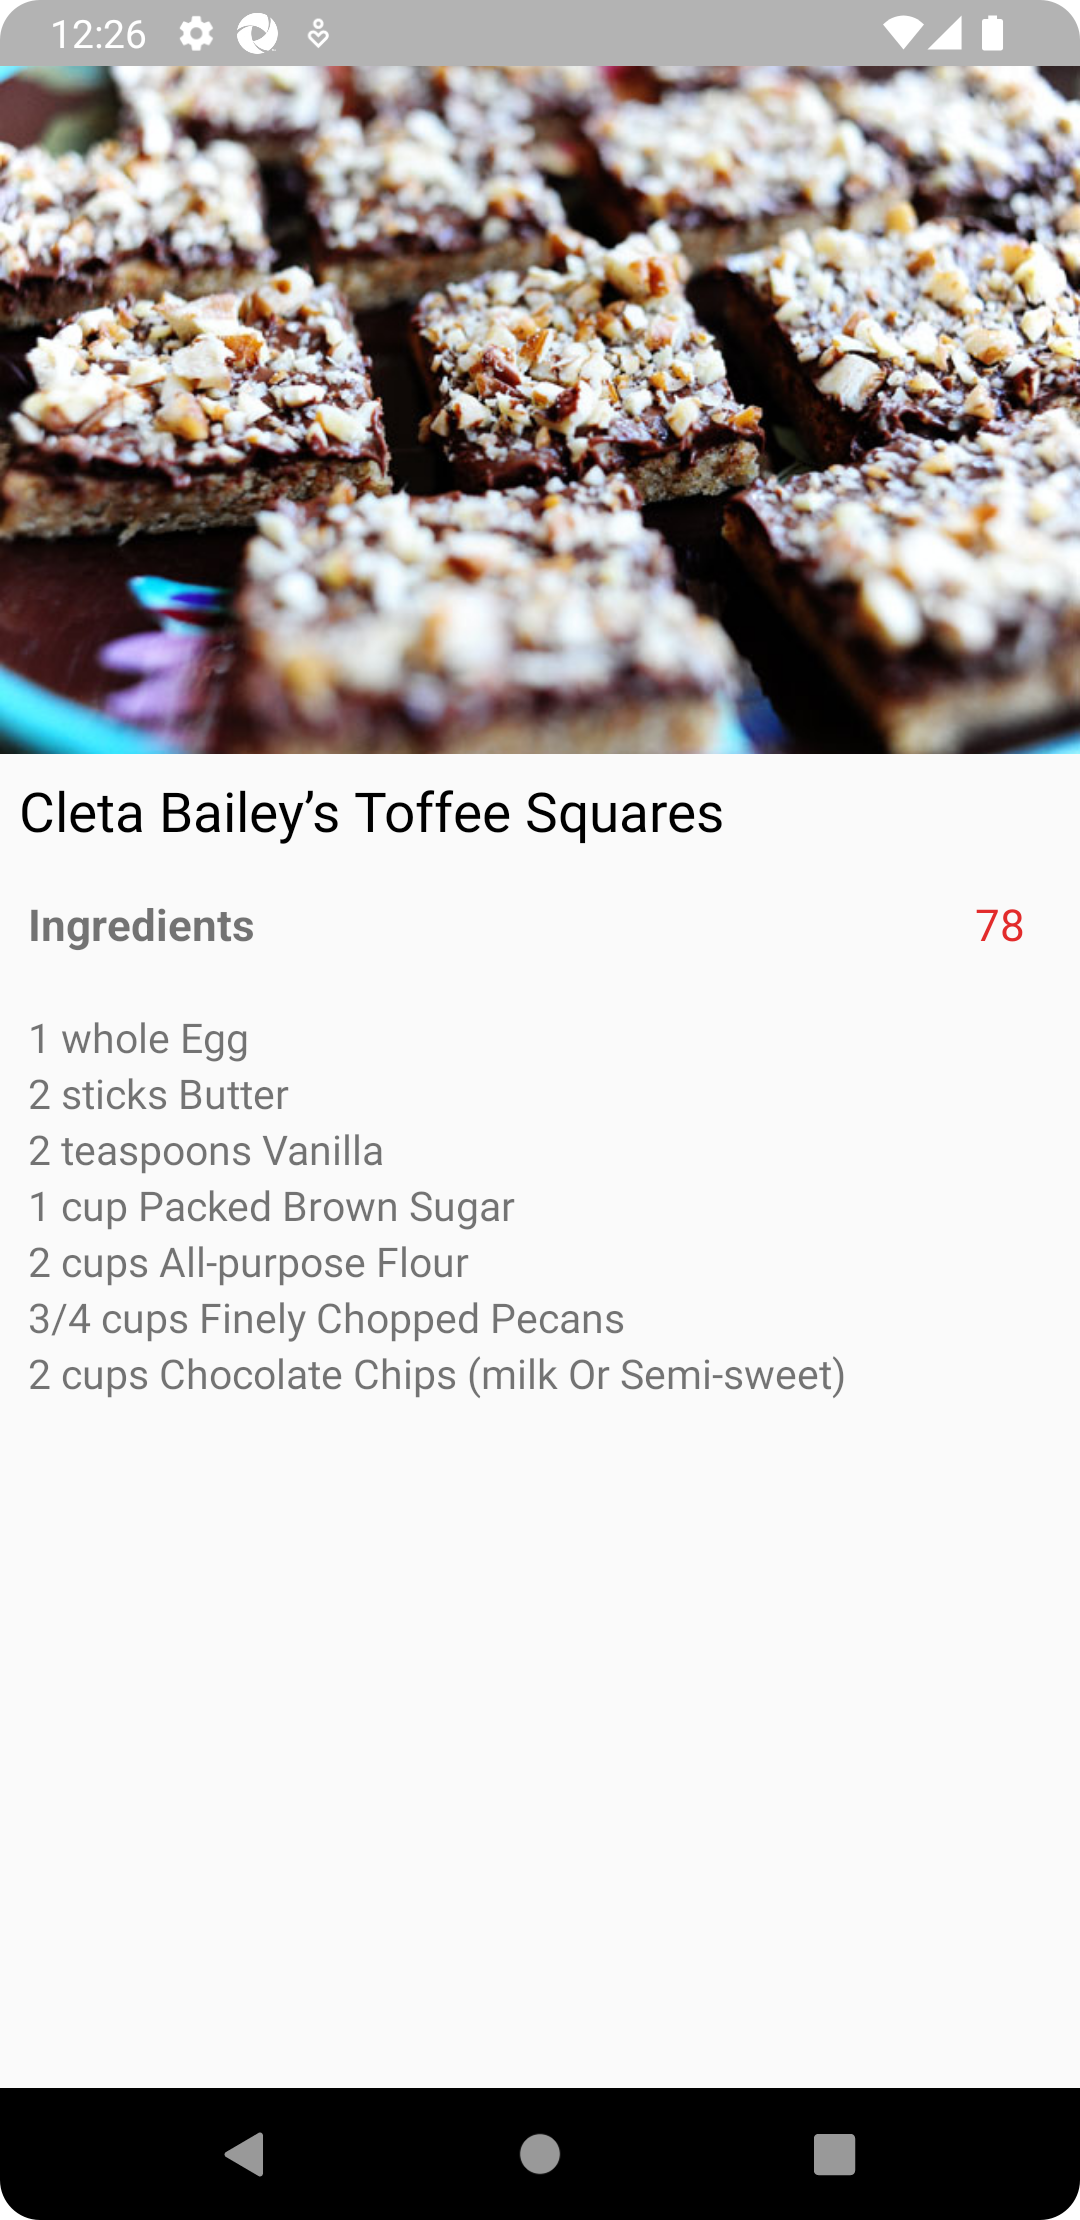 12:26
Cleta Bailey’s Toffee Squares
Ingredients 78
1 whole Egg
2 sticks Butter
2 teaspoons Vanilla
1 cup Packed Brown Sugar
2 cups All-purpose Flour
3/4 cups Finely Chopped Pecans
2 cups Chocolate Chips (milk Or Semi-sweet)